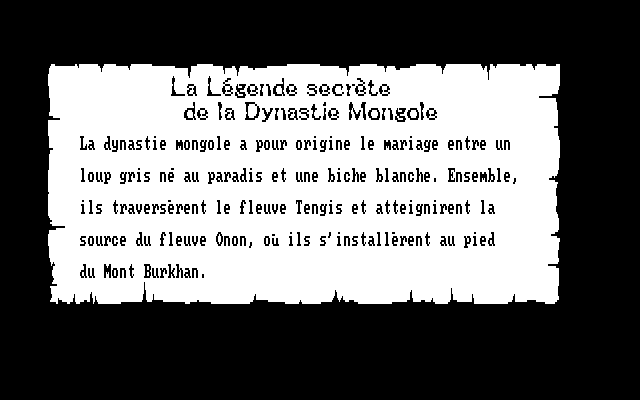 La Légende secrète
de la Dynastie Mongole
La dynastie mongole a pour origine le mariage entre un
loup gris né au paradis et une biche blanche. Ensemble,
ils traversèrent le fleuve Tengis et atteignirent la
source du fleuve Onon, où ils s'installèrent au pied
du Mont Burkhan.